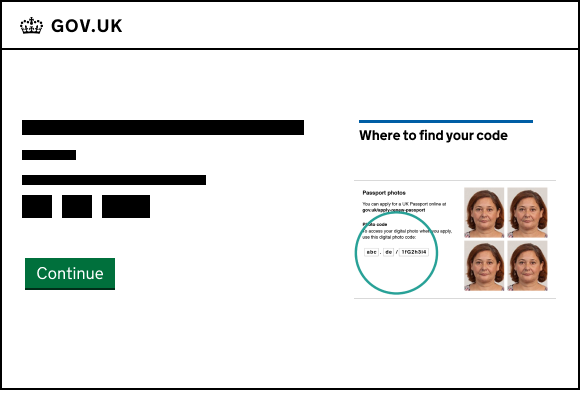 GOV.UK
Where to find your code
Passport photos
You can apply for a UK Passport online at
gov.uk/apply-renew-passport
Photo code
To access your digital photo when you apply,
use this digital photo code:
abc . de / 1fG2h3i4
Continue